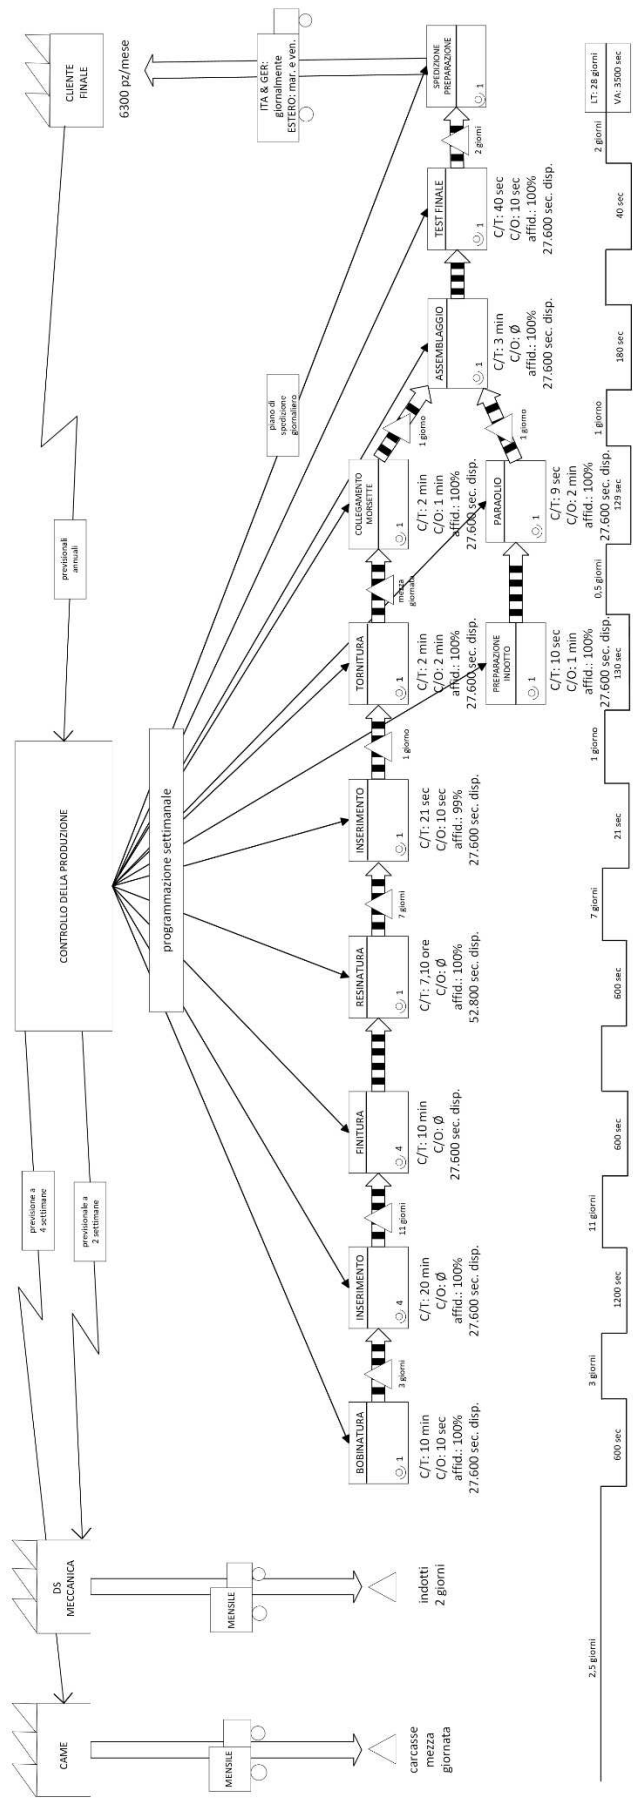 CAME
DS
MECCANICA
CONTROLLO DELLA PRODUZIONE
CLIENTE
FINALE
6300 pz/mese
previsione a
4 settimane
previsionale a
2 settimane
previsionali
annuali
programmazione settimanale
piano di
spedizione
giornaliero
ITA & GER:
giornalmente
ESTERO: mar. e ven.
MENSILE
MENSILE
carcasse
mezza
giornata
indotti
2 giorni
BOBINATURA
1
C/T: 10 min
C/O: 10 sec
affid.: 100%
27.600 sec. disp.
3 giorni
INSERIMENTO
4
C/T: 20 min
C/O: Ø
affid.: 100%
27.600 sec. disp.
11 giorni
FINITURA
4
C/T: 10 min
C/O: Ø
27.600 sec. disp.
RESINATURA
1
C/T: 7,10 ore
C/O: Ø
affid.: 100%
52.800 sec. disp.
7 giorni
INSERIMENTO
1
C/T: 21 sec
C/O: 10 sec
affid.: 99%
27.600 sec. disp.
1 giorno
TORNITURA
1
C/T: 2 min
C/O: 2 min
affid.: 100%
27.600 sec. disp.
mezza
giornata
COLLEGAMENTO
MORSETTE
1
C/T: 2 min
C/O: 1 min
affid.: 100%
27.600 sec. disp.
1 giorno
PREPARAZIONE
INDOTTO
1
C/T: 10 sec
C/O: 1 min
affid.: 100%
27.600 sec. disp.
PARAOLIO
1
C/T: 9 sec
C/O: 2 min
affid.: 100%
27.600 sec. disp.
1 giorno
ASSEMBLAGGIO
1
C/T: 3 min
C/O: Ø
affid.: 100%
27.600 sec. disp.
TEST FINALE
1
C/T: 40 sec
C/O: 10 sec
affid.: 100%
27.600 sec. disp.
2 giorni
SPEDIZIONE
PREPARAZIONE
1
2,5 giorni
600 sec
3 giorni
1200 sec
11 giorni
600 sec
600 sec
7 giorni
21 sec
1 giorno
130 sec
0,5 giorni
129 sec
1 giorno
180 sec
40 sec
2 giorni
LT: 28 giorni
VA: 3500 sec